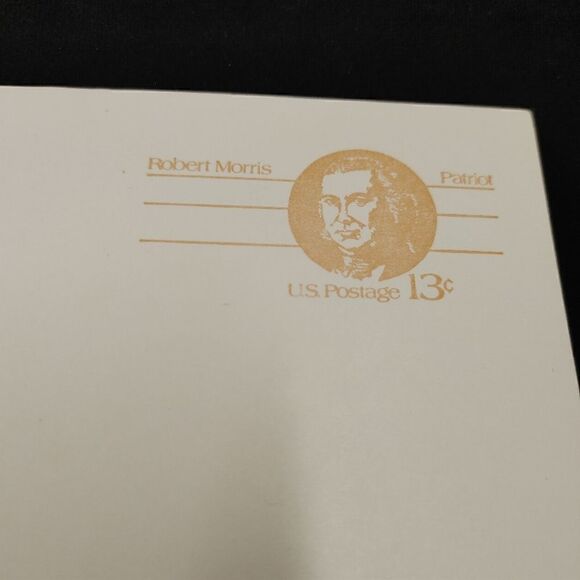 Robert Morris Patriot
U.S. Postage 13¢